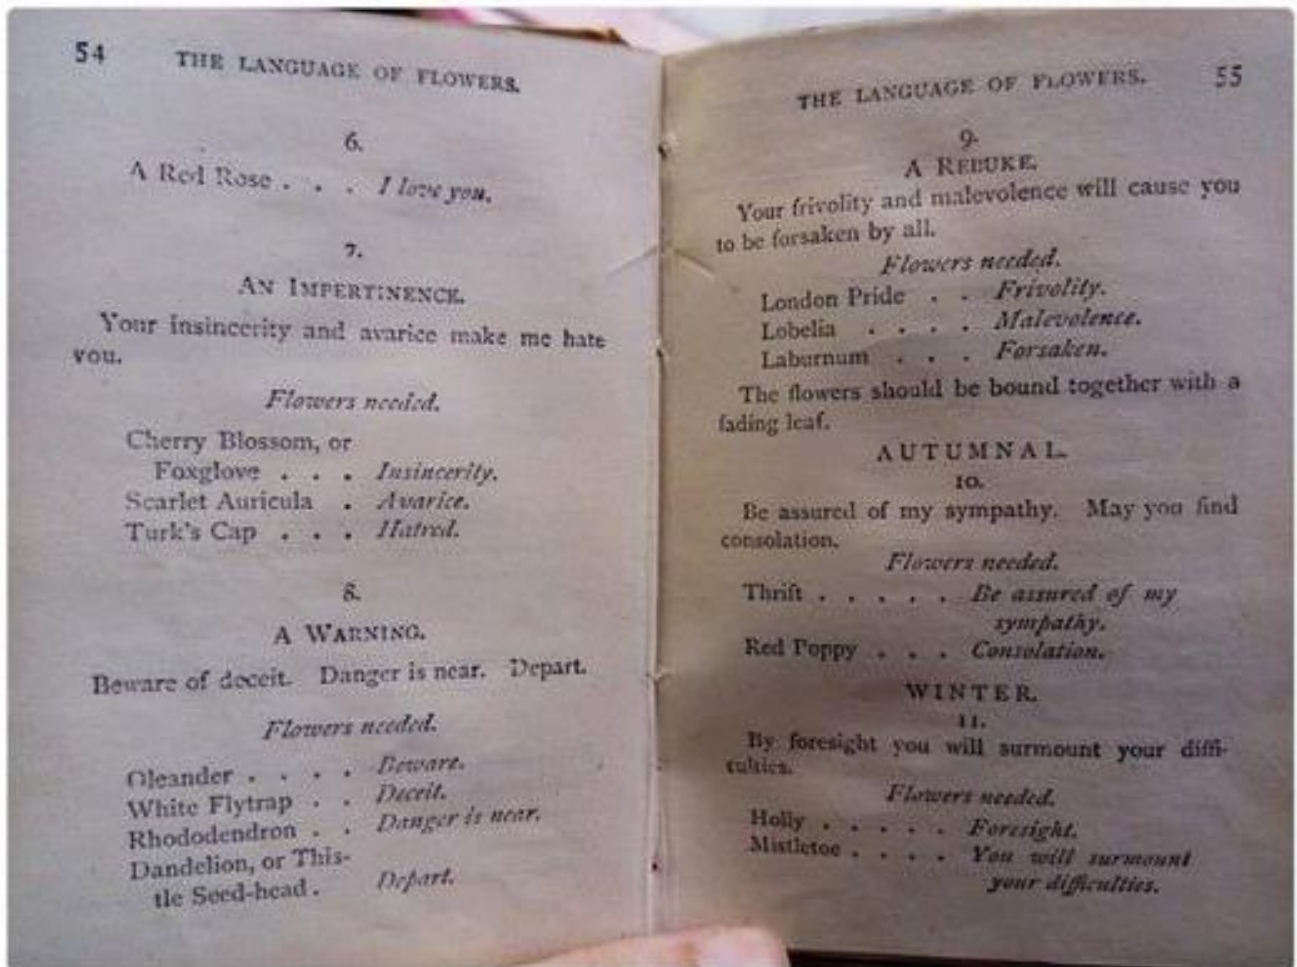 54 THE LANGUAGE OF FLOWERS.
6.
A Red Rose . . . I love you.
7.
AN IMPERTINENCE.
Your insincerity and avarice make me hate
you.
Flowers needed.
Cherry Blossom, or
Foxglove . . . Insincerity.
Scarlet Auricula . Avarice.
Turk's Cap . . . Hatred.
8.
A WARNING.
Beware of deceit. Danger is near. Depart.
Flowers needed.
Oleander . . . . Beware.
White Flytrap . . Deceit.
Rhododendron . . Danger is near.
Dandelion, or This-
tle Seed-head . Depart.
THE LANGUAGE OF FLOWERS. 55
9.
A REBUKE.
Your frivolity and malevolence will cause you
to be forsaken by all.
Flowers needed.
London Pride . . Frivolity.
Lobelia . . . . Malevolence.
Laburnum . . . Forsaken.
The flowers should be bound together with a
fading leaf.
AUTUMNAL.
10.
Be assured of my sympathy. May you find
consolation.
Flowers needed.
Thrift . . . . . Be assured of my
sympathy.
Red Poppy . . . Consolation.
WINTER.
11.
By foresight you will surmount your diffi-
culties.
Flowers needed.
Holly . . . . . Foresight.
Mistletoe . . . . You will surmount
your difficulties.